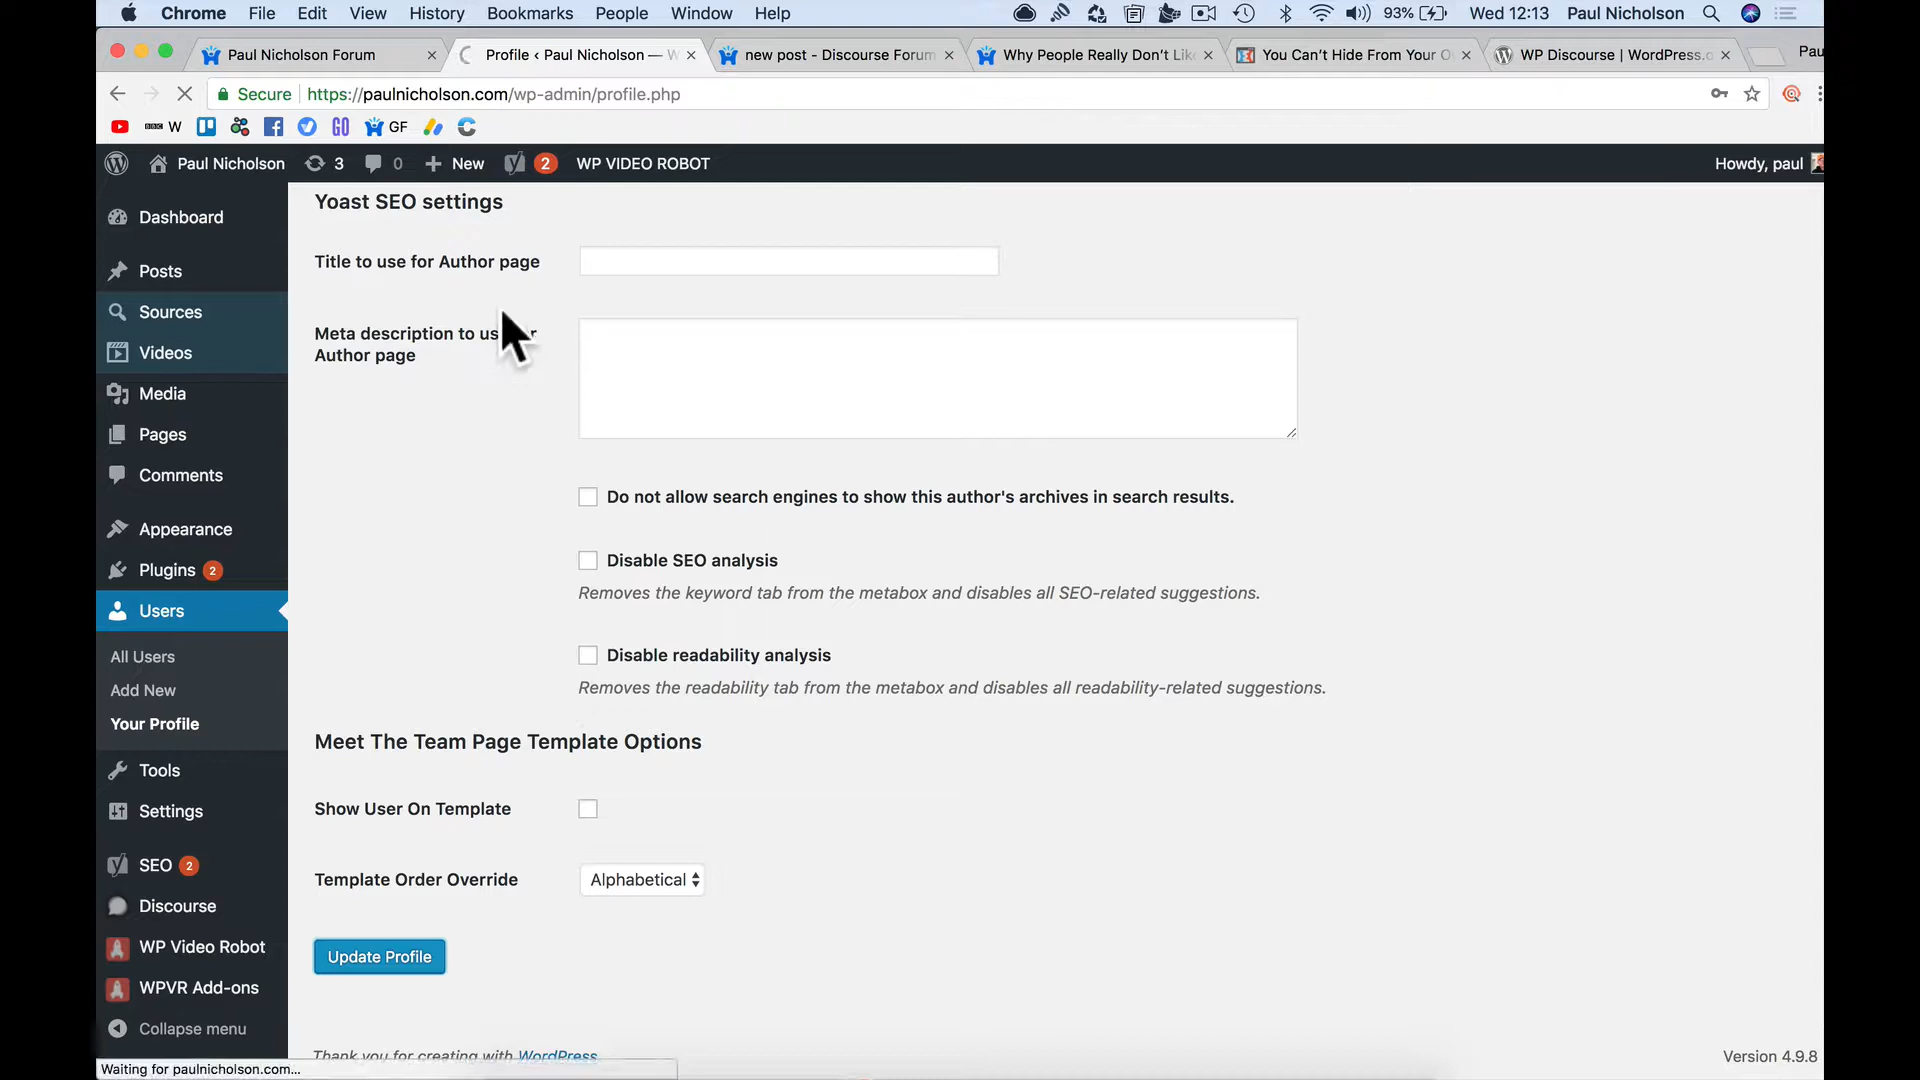 Chrome File Edit View History Bookmarks People Window Help 93% Wed 12:13 Paul Nicholson
Paul Nicholson Forum Profile ‹ Paul Nicholson — W new post - Discourse Forum Why People Really Don't Lik You Can't Hide From Your O WP Discourse | WordPress.o Pau
Secure https://paulnicholson.com/wp-admin/profile.php
BBC W GO GF
Paul Nicholson 3 0 New 2 WP VIDEO ROBOT Howdy, paul
Dashboard
Posts
Sources
Videos
Media
Pages
Comments
Appearance
Plugins 2
Users
All Users
Add New
Your Profile
Tools
Settings
SEO 2
Discourse
WP Video Robot
WPVR Add-ons
Collapse menu
Yoast SEO settings
Title to use for Author page
Meta description to us r
Author page
Do not allow search engines to show this author's archives in search results.
Disable SEO analysis
Removes the keyword tab from the metabox and disables all SEO-related suggestions.
Disable readability analysis
Removes the readability tab from the metabox and disables all readability-related suggestions.
Meet The Team Page Template Options
Show User On Template
Template Order Override Alphabetical
Update Profile
Thank you for creating with WordPress
Version 4.9.8
Waiting for paulnicholson.com...